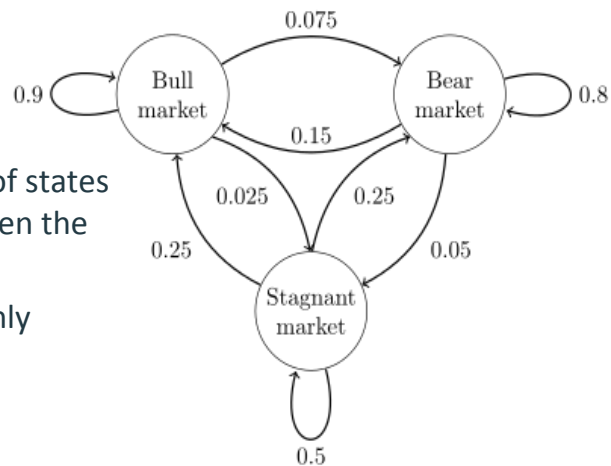 0.075
Bull
market
Bear
market
0.9
0.8
0.15
of states
en the
0.025
0.25
0.25
0.05
Stagnant
market
nly
0.5